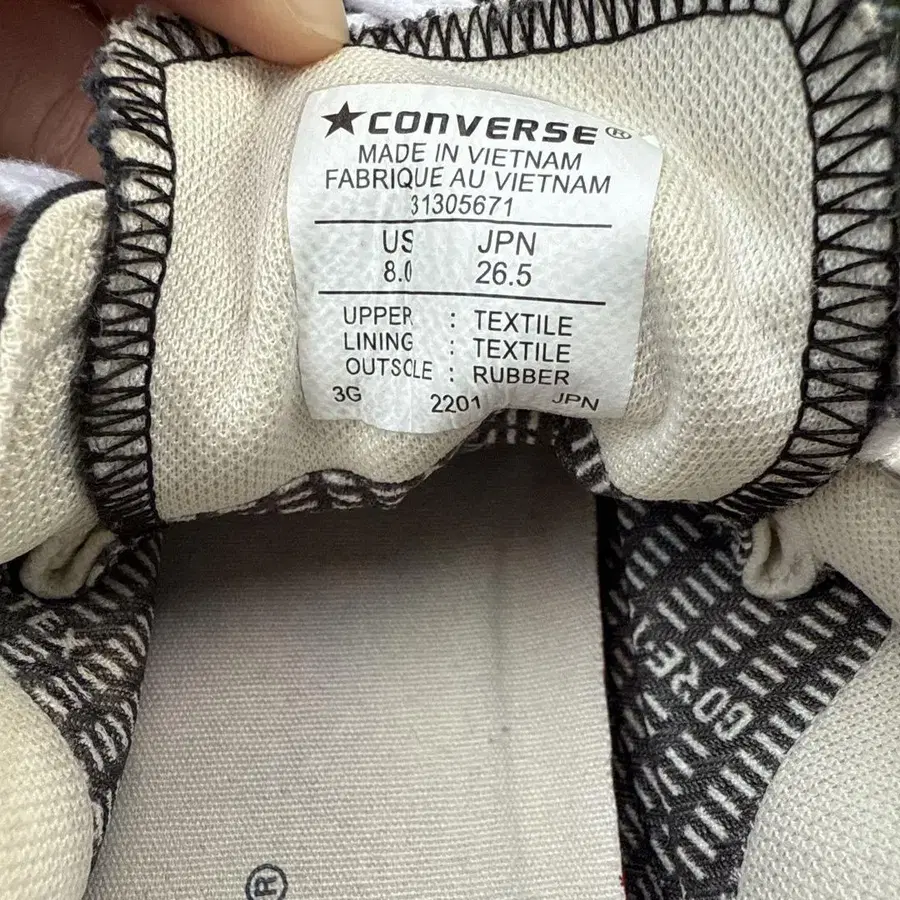 ★CONVERSE®
MADE IN VIETNAM
FABRIQUE AU VIETNAM
31305671
US JPN
8.0 26.5
UPPER : TEXTILE
LINING : TEXTILE
OUTSOLE : RUBBER
3G 2201 JPN
GORE-
®